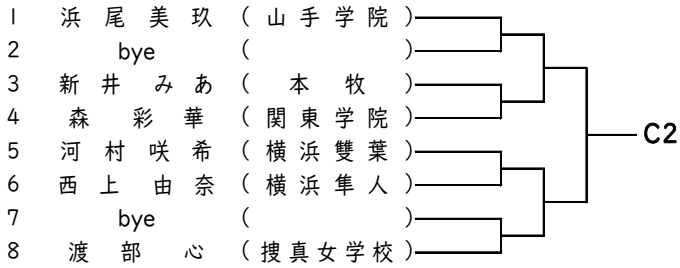 1 浜尾美玖 (山手学院)
2 bye ( )
3 新井みあ (本牧)
4 森彩華 (関東学院)
C2
5 河村咲希 (横浜雙葉)
6 西上由奈 (横浜隼人)
7 bye ( )
8 渡部心 (捜真女学校)